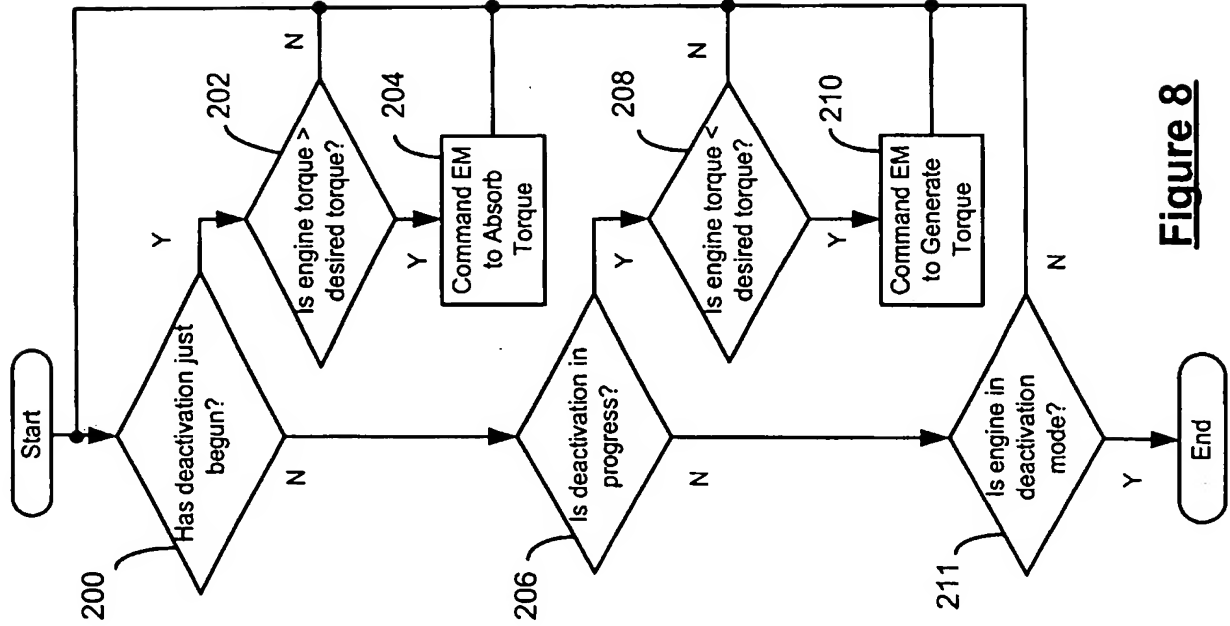 Start
200
Has deactivation just
begun?
Y
N
202
Is engine torque >
desired torque?
N
Y
204
Command EM
to Absorb
Torque
206
Is deactivation in
progress?
Y
N
208
Is engine torque <
desired torque?
N
Y
210
Command EM
to Generate
Torque
211
Is engine in
deactivation
mode?
N
Y
End
Figure 8